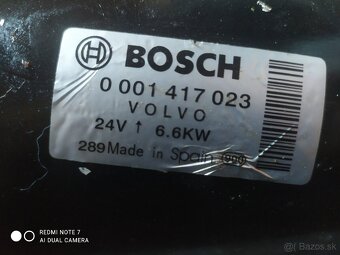 BOSCH
0 001 417 023
VOLVO
24V ↑ 6.6KW
289 Made in Spain
REDMI NOTE 7
AI DUAL CAMERA
Bazos.sk